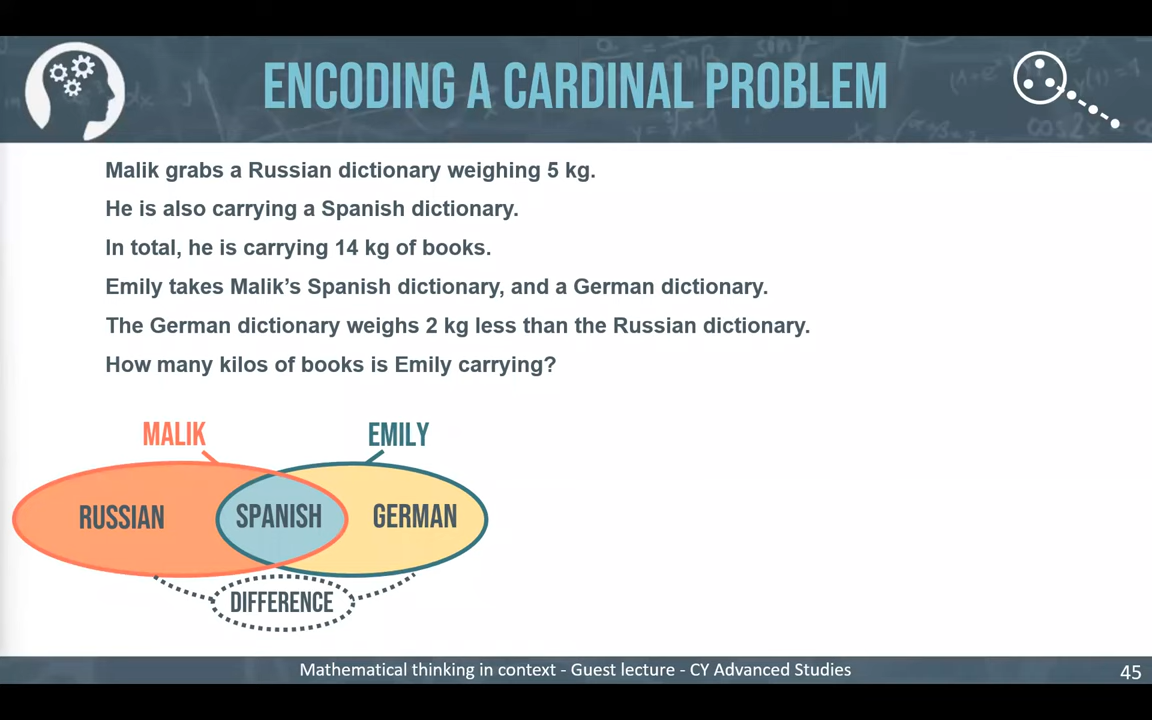 ENCODING A CARDINAL PROBLEM
Malik grabs a Russian dictionary weighing 5 kg.
He is also carrying a Spanish dictionary.
In total, he is carrying 14 kg of books.
Emily takes Malik’s Spanish dictionary, and a German dictionary.
The German dictionary weighs 2 kg less than the Russian dictionary.
How many kilos of books is Emily carrying?
MALIK
EMILY
RUSSIAN
SPANISH
GERMAN
DIFFERENCE
Mathematical thinking in context - Guest lecture - CY Advanced Studies
45